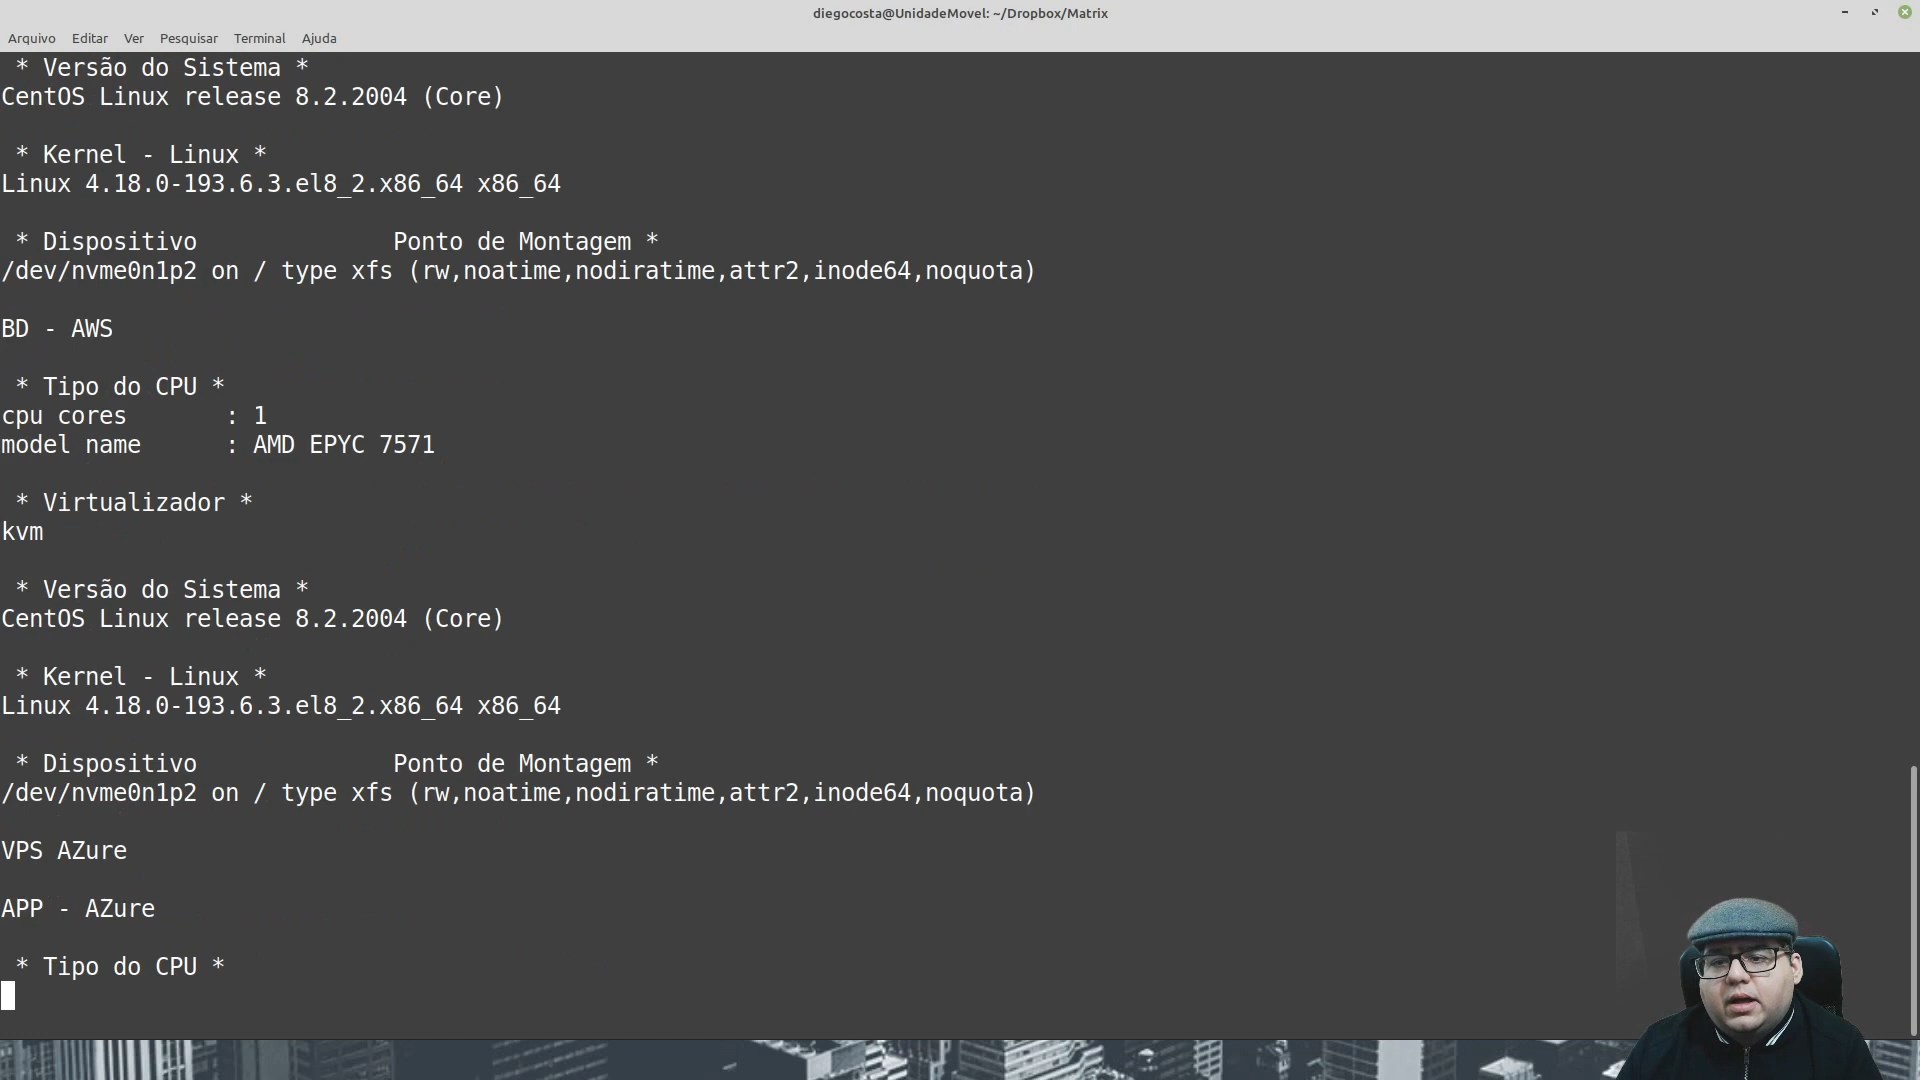 diegocosta@UnidadeMovel: ~/Dropbox/Matrix
Arquivo Editar Ver Pesquisar Terminal Ajuda
* Versão do Sistema *
CentOS Linux release 8.2.2004 (Core)
* Kernel - Linux *
Linux 4.18.0-193.6.3.el8_2.x86_64 x86_64
* Dispositivo Ponto de Montagem *
/dev/nvme0n1p2 on / type xfs (rw,noatime,nodiratime,attr2,inode64,noquota)
BD - AWS
* Tipo do CPU *
cpu cores : 1
model name : AMD EPYC 7571
* Virtualizador *
kvm
* Versão do Sistema *
CentOS Linux release 8.2.2004 (Core)
* Kernel - Linux *
Linux 4.18.0-193.6.3.el8_2.x86_64 x86_64
* Dispositivo Ponto de Montagem *
/dev/nvme0n1p2 on / type xfs (rw,noatime,nodiratime,attr2,inode64,noquota)
VPS AZure
APP - AZure
* Tipo do CPU *